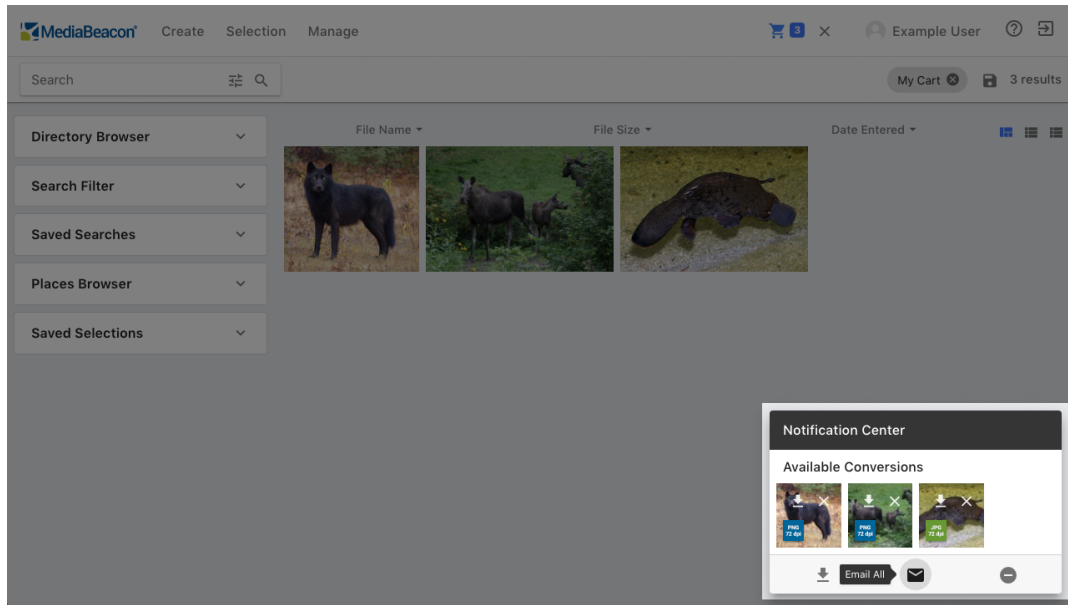 MediaBeacon® Create Selection Manage 3 Example User
Search My Cart 3 results
Directory Browser
Search Filter
Saved Searches
Places Browser
Saved Selections
File Name File Size Date Entered
Notification Center
Available Conversions
PNG 72 dpi PNG 72 dpi JPG 72 dpi
Email All